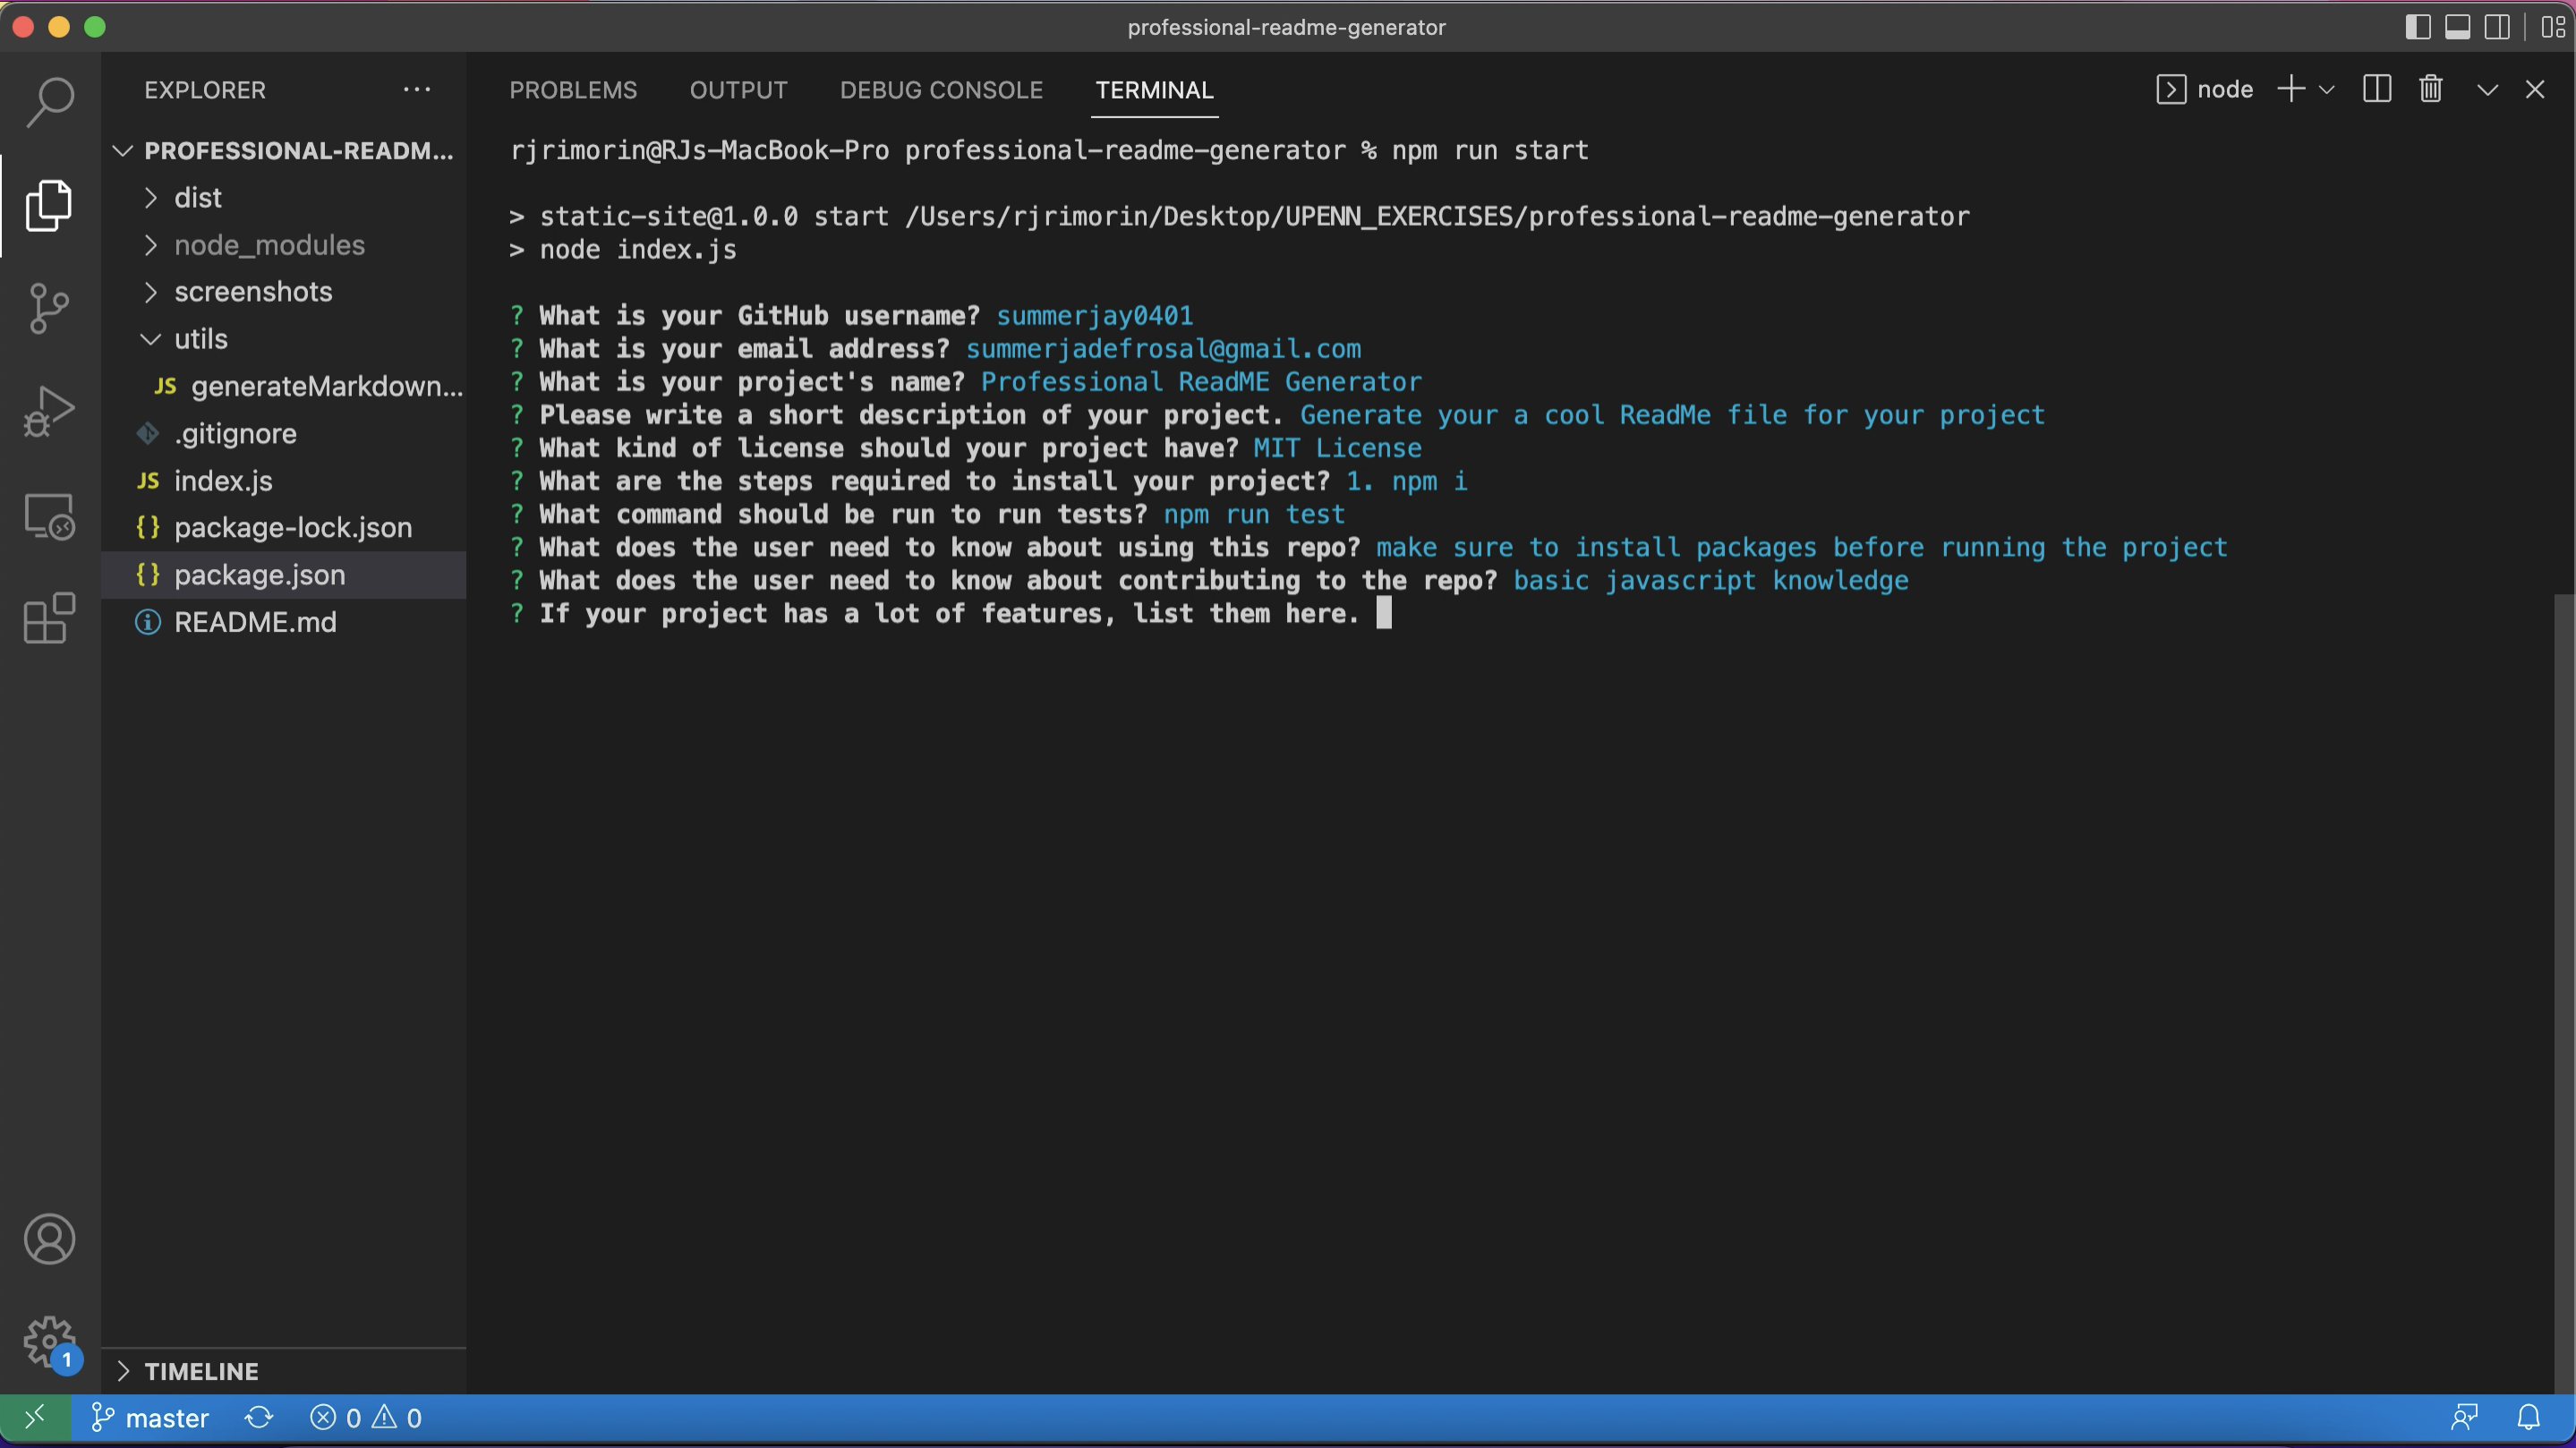 professional-readme-generator
EXPLORER
PROFESSIONAL-READM...
dist
node_modules
screenshots
utils
JS generateMarkdown...
.gitignore
JS index.js
{} package-lock.json
{} package.json
README.md
TIMELINE
PROBLEMS OUTPUT DEBUG CONSOLE TERMINAL
node
rjrimorin@RJs-MacBook-Pro professional-readme-generator % npm run start
> static-site@1.0.0 start /Users/rjrimorin/Desktop/UPENN_EXERCISES/professional-readme-generator
> node index.js
? What is your GitHub username? summerjay0401
? What is your email address? summerjadefrosal@gmail.com
? What is your project's name? Professional ReadME Generator
? Please write a short description of your project. Generate your a cool ReadMe file for your project
? What kind of license should your project have? MIT License
? What are the steps required to install your project? 1. npm i
? What command should be run to run tests? npm run test
? What does the user need to know about using this repo? make sure to install packages before running the project
? What does the user need to know about contributing to the repo? basic javascript knowledge
? If your project has a lot of features, list them here.
1
master 0 0